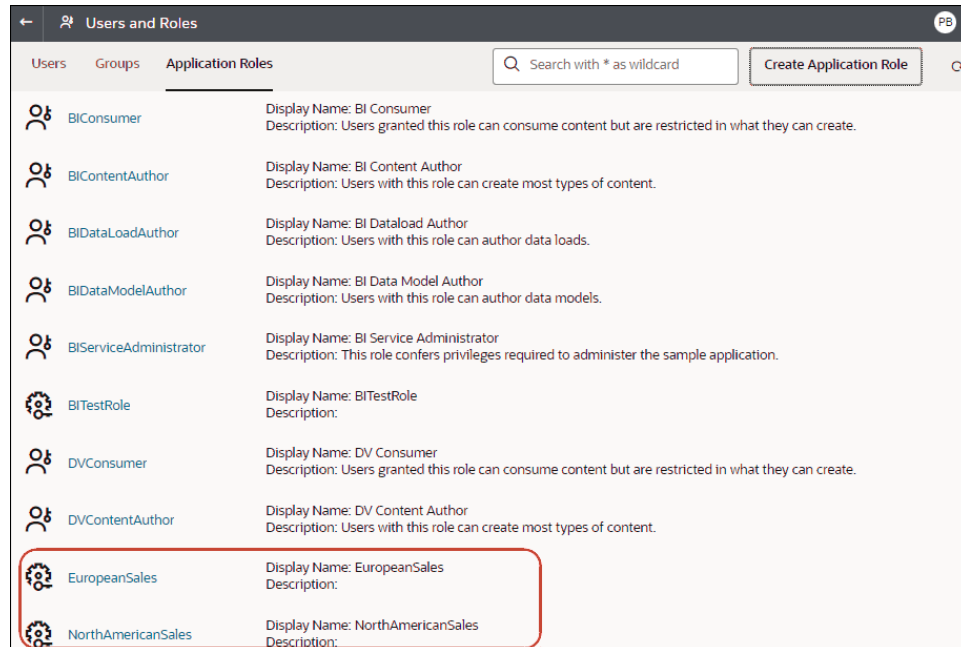 Users and Roles
PB
Users Groups Application Roles
Search with * as wildcard
Create Application Role
BIConsumer
Display Name: BI Consumer
Description: Users granted this role can consume content but are restricted in what they can create.
BIContentAuthor
Display Name: BI Content Author
Description: Users with this role can create most types of content.
BIDataLoadAuthor
Display Name: BI Dataload Author
Description: Users with this role can author data loads.
BIDataModelAuthor
Display Name: BI Data Model Author
Description: Users with this role can author data models.
BIServiceAdministrator
Display Name: BI Service Administrator
Description: This role confers privileges required to administer the sample application.
BITestRole
Display Name: BITestRole
Description:
DVConsumer
Display Name: DV Consumer
Description: Users granted this role can consume content but are restricted in what they can create.
DVContentAuthor
Display Name: DV Content Author
Description: Users with this role can create most types of content.
EuropeanSales
Display Name: EuropeanSales
Description:
NorthAmericanSales
Display Name: NorthAmericanSales
Description: